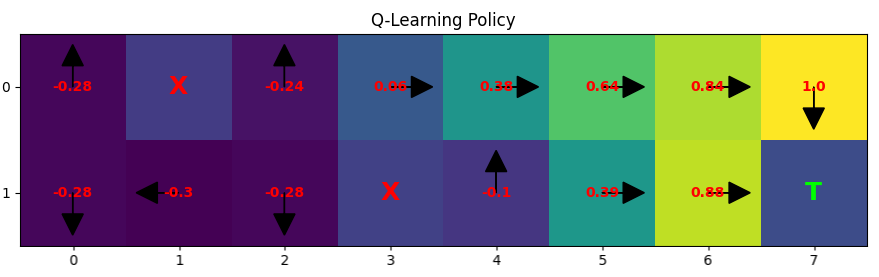 Q-Learning Policy
0 -0.28 X -0.24 0.06 0.38 0.64 0.84 1.0
1 -0.28 -0.3 -0.28 X -0.1 0.39 0.88 T
0 1 2 3 4 5 6 7